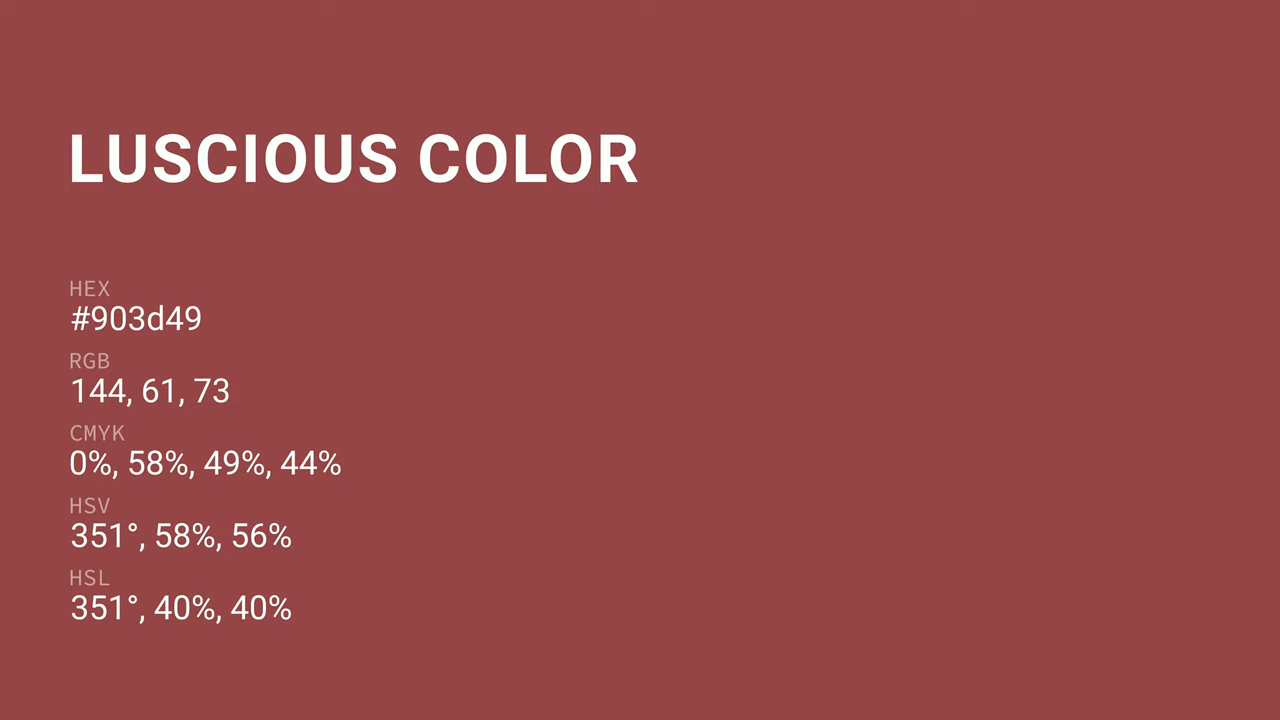 LUSCIOUS COLOR
HEX
#903d49
RGB
144, 61, 73
CMYK
0%, 58%, 49%, 44%
HSV
351°, 58%, 56%
HSL
351°, 40%, 40%